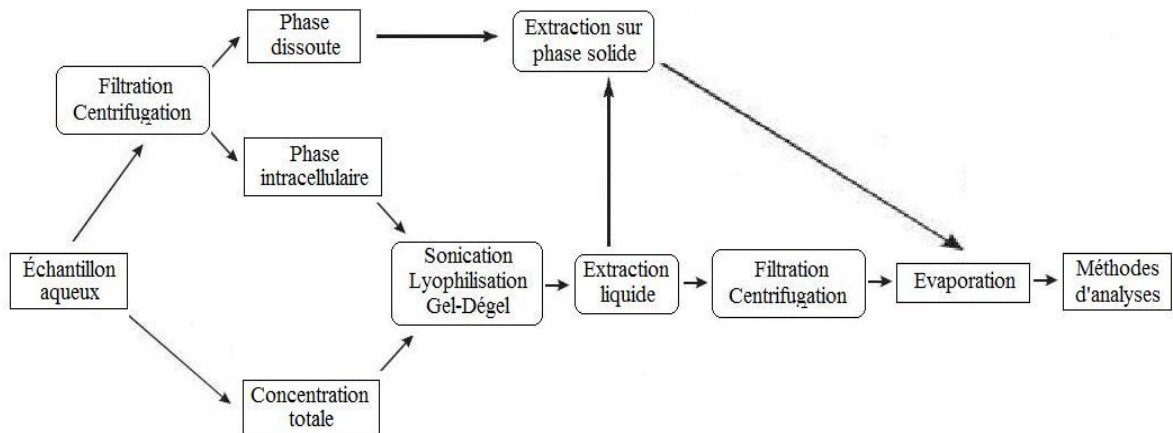 Phase
dissoute
Extraction sur
phase solide
Filtration
Centrifugation
Phase
intracellulaire
Échantillon
aqueux
Sonication
Lyophilisation
Gel-Dégel
Extraction
liquide
Filtration
Centrifugation
Evaporation
Méthodes
d'analyses
Concentration
totale